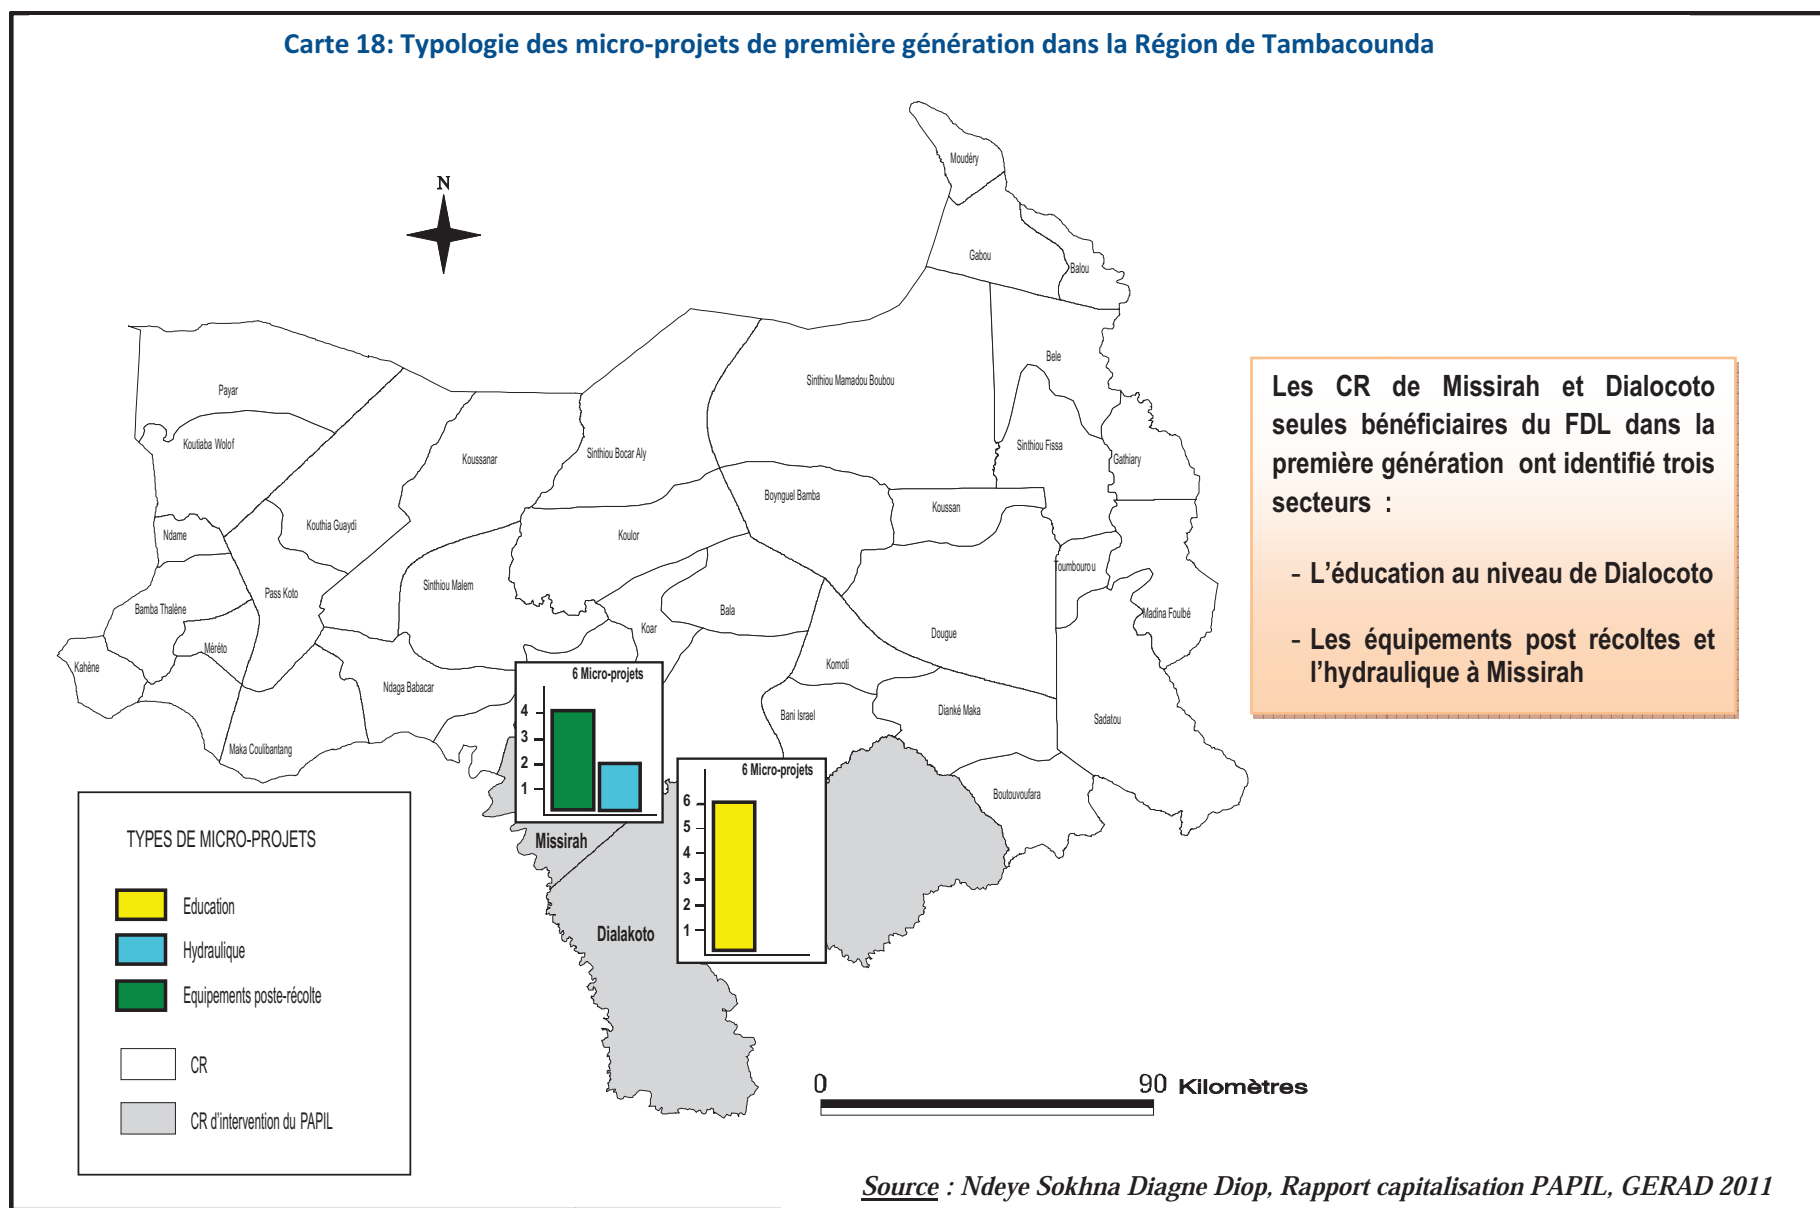 Carte 18: Typologie des micro-projets de première génération dans la Région de Tambacounda
N
Moudéry
Gabou
Balou
Bele
Sinthiou Mamadou Boubou
Payar
Koutiaba Wolof
Koussanar
Sinthiou Bocar Aly
Sinthiou Fissa
Gathiary
Boynguel Bamba
Koussan
Kouthia Guaydi
Ndame
Koulor
Toumbourou
Sinthiou Malem
Pass Koto
Bamba Thalène
Bala
Madina Foulbé
Koar
Dougue
Méréto
Kahène
Komoti
Ndaga Babacar
Bani Israel
Dianké Maka
Sadatou
Maka Coulibantang
Boutouvoufara
Les CR de Missirah et Dialocoto
seules bénéficiaires du FDL dans la
première génération ont identifié trois
secteurs :
- L'éducation au niveau de Dialocoto
- Les équipements post récoltes et
l'hydraulique à Missirah
6 Micro-projets
4
3
2
1
Missirah
6 Micro-projets
6
5
4
3
2
1
Dialakoto
TYPES DE MICRO-PROJETS
Education
Hydraulique
Equipements poste-récolte
CR
CR d'intervention du PAPIL
0 90 Kilomètres
Source : Ndeye Sokhna Diagne Diop, Rapport capitalisation PAPIL, GERAD 2011